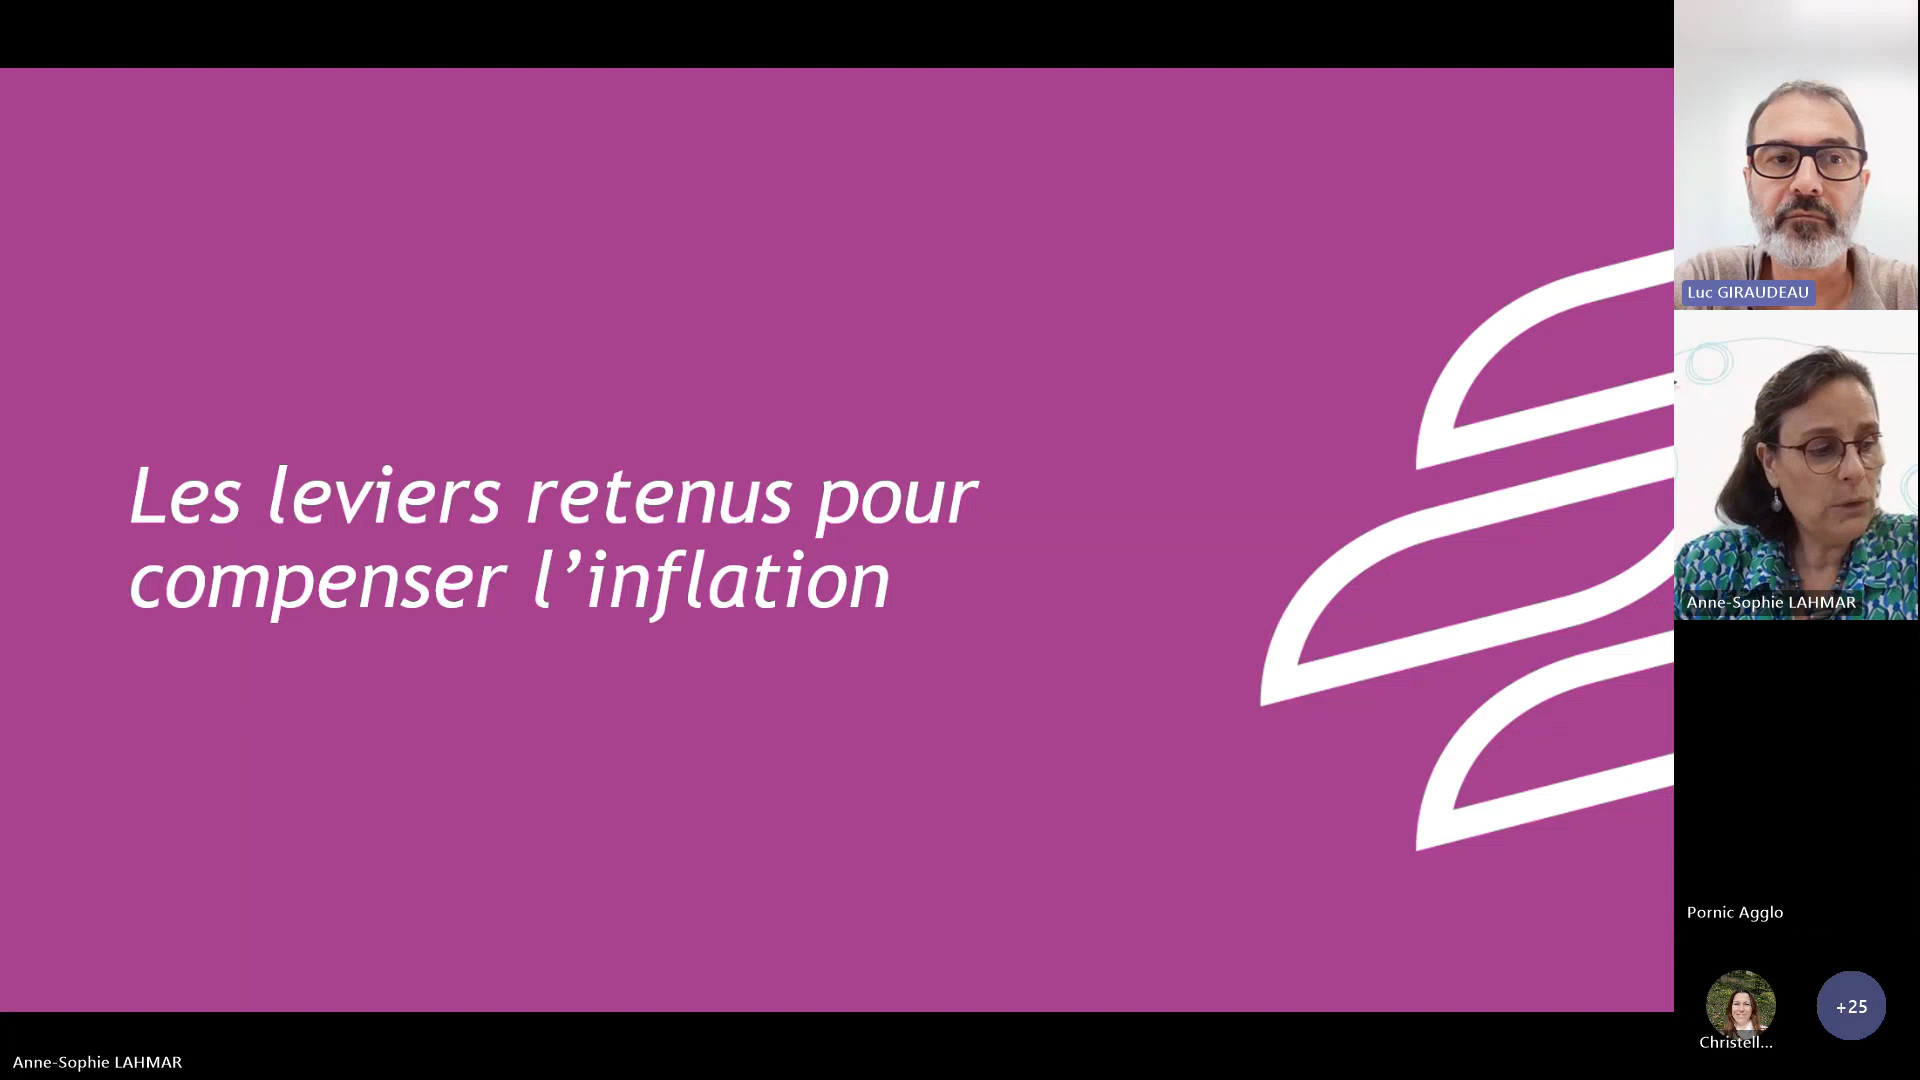 Les leviers retenus pour
compenser l’inflation
Luc GIRAUDEAU
Anne-Sophie LAHMAR
Pornic Agglo
Christell...
+25
Anne-Sophie LAHMAR